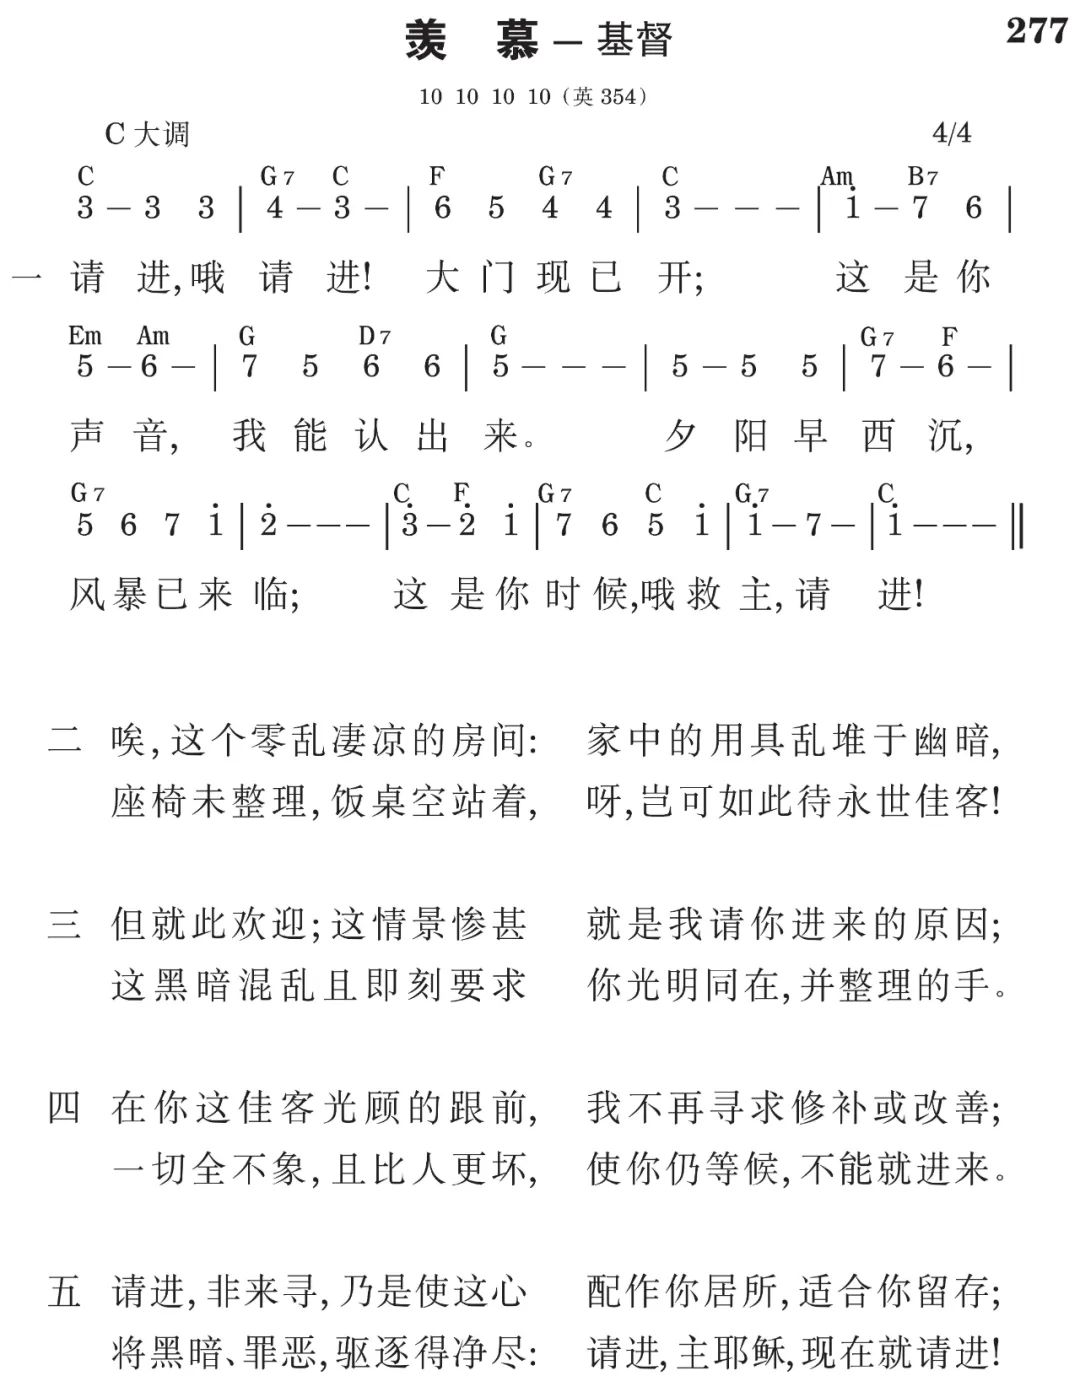 羡 慕 — 基督 277
10 10 10 10（英 354）
C 大调 4/4
C G7 C F G7 C Am B7
3 – 3 3 | 4 – 3 – | 6 5 4 4 | 3 – – – | 1̇ – 7 6 |
一 请 进,哦 请 进! 大 门 现 已 开; 这 是 你
Em Am G D7 G G7 F
5 – 6 – | 7 5 6 6 | 5 – – – | 5 – 5 5 | 7 – 6 – |
声 音, 我 能 认 出 来。 夕 阳 早 西 沉,
G7 C F G7 C G7 C
5 6 7 1̇ | 2̇ – – – | 3̇ – 2̇ 1̇ | 7 6 5̇ 1̇ | 1̇ – 7 – | 1̇ – – – ‖
风 暴 已 来 临; 这 是 你 时 候,哦 救 主, 请 进!
二 唉,这个零乱凄凉的房间: 家中的用具乱堆于幽暗,
座椅未整理,饭桌空站着, 呀,岂可如此待永世佳客!
三 但就此欢迎;这情景惨甚 就是我请你进来的原因;
这黑暗混乱且即刻要求 你光明同在,并整理的手。
四 在你这佳客光顾的跟前, 我不再寻求修补或改善;
一切全不象,且比人更坏, 使你仍等候,不能就进来。
五 请进,非来寻,乃是使这心 配作你居所,适合你留存;
将黑暗、罪恶,驱逐得净尽: 请进,主耶稣,现在就请进!